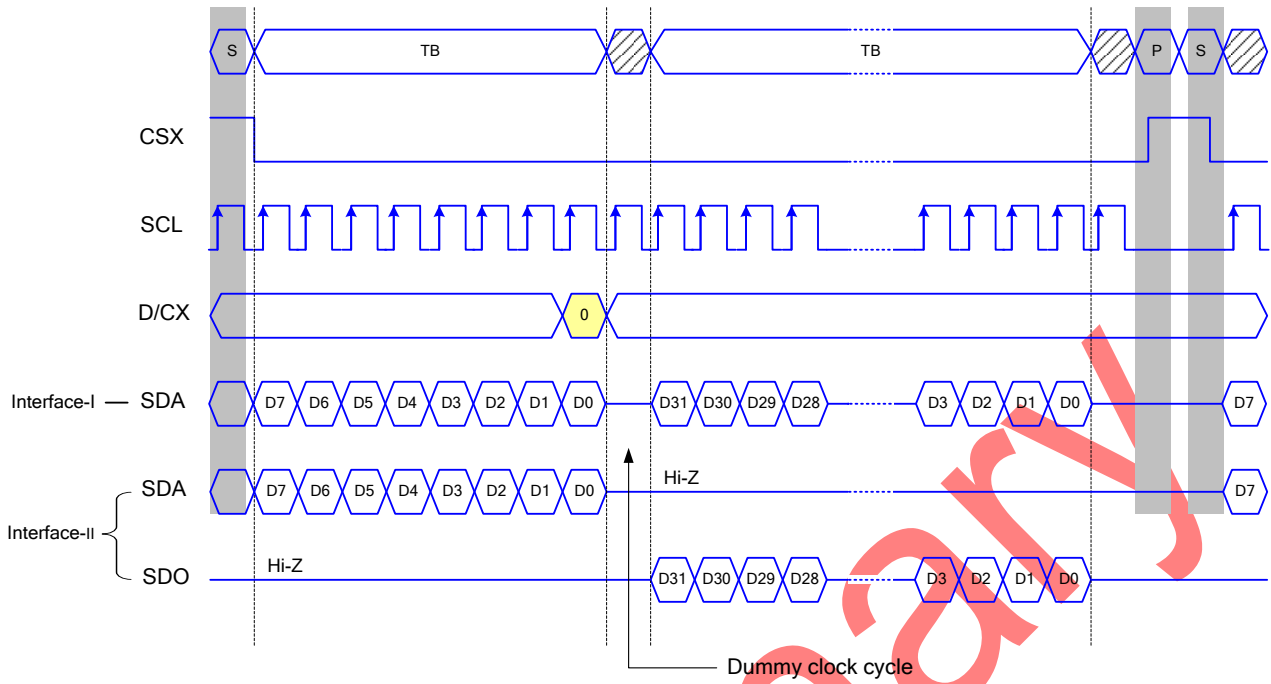 S TB TB P S
CSX
SCL
D/CX 0
Interface-I SDA D7 D6 D5 D4 D3 D2 D1 D0 D31 D30 D29 D28 D3 D2 D1 D0 D7
SDA D7 D6 D5 D4 D3 D2 D1 D0 Hi-Z D7
Interface-II
SDO Hi-Z D31 D30 D29 D28 D3 D2 D1 D0
Dummy clock cycle